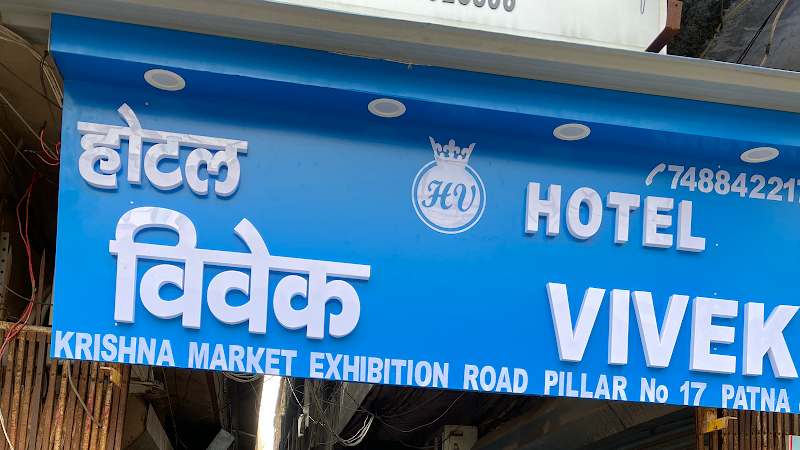 होटल
विवेक
HV
HOTEL
VIVEK
KRISHNA MARKET EXHIBITION ROAD PILLAR No 17 PATNA